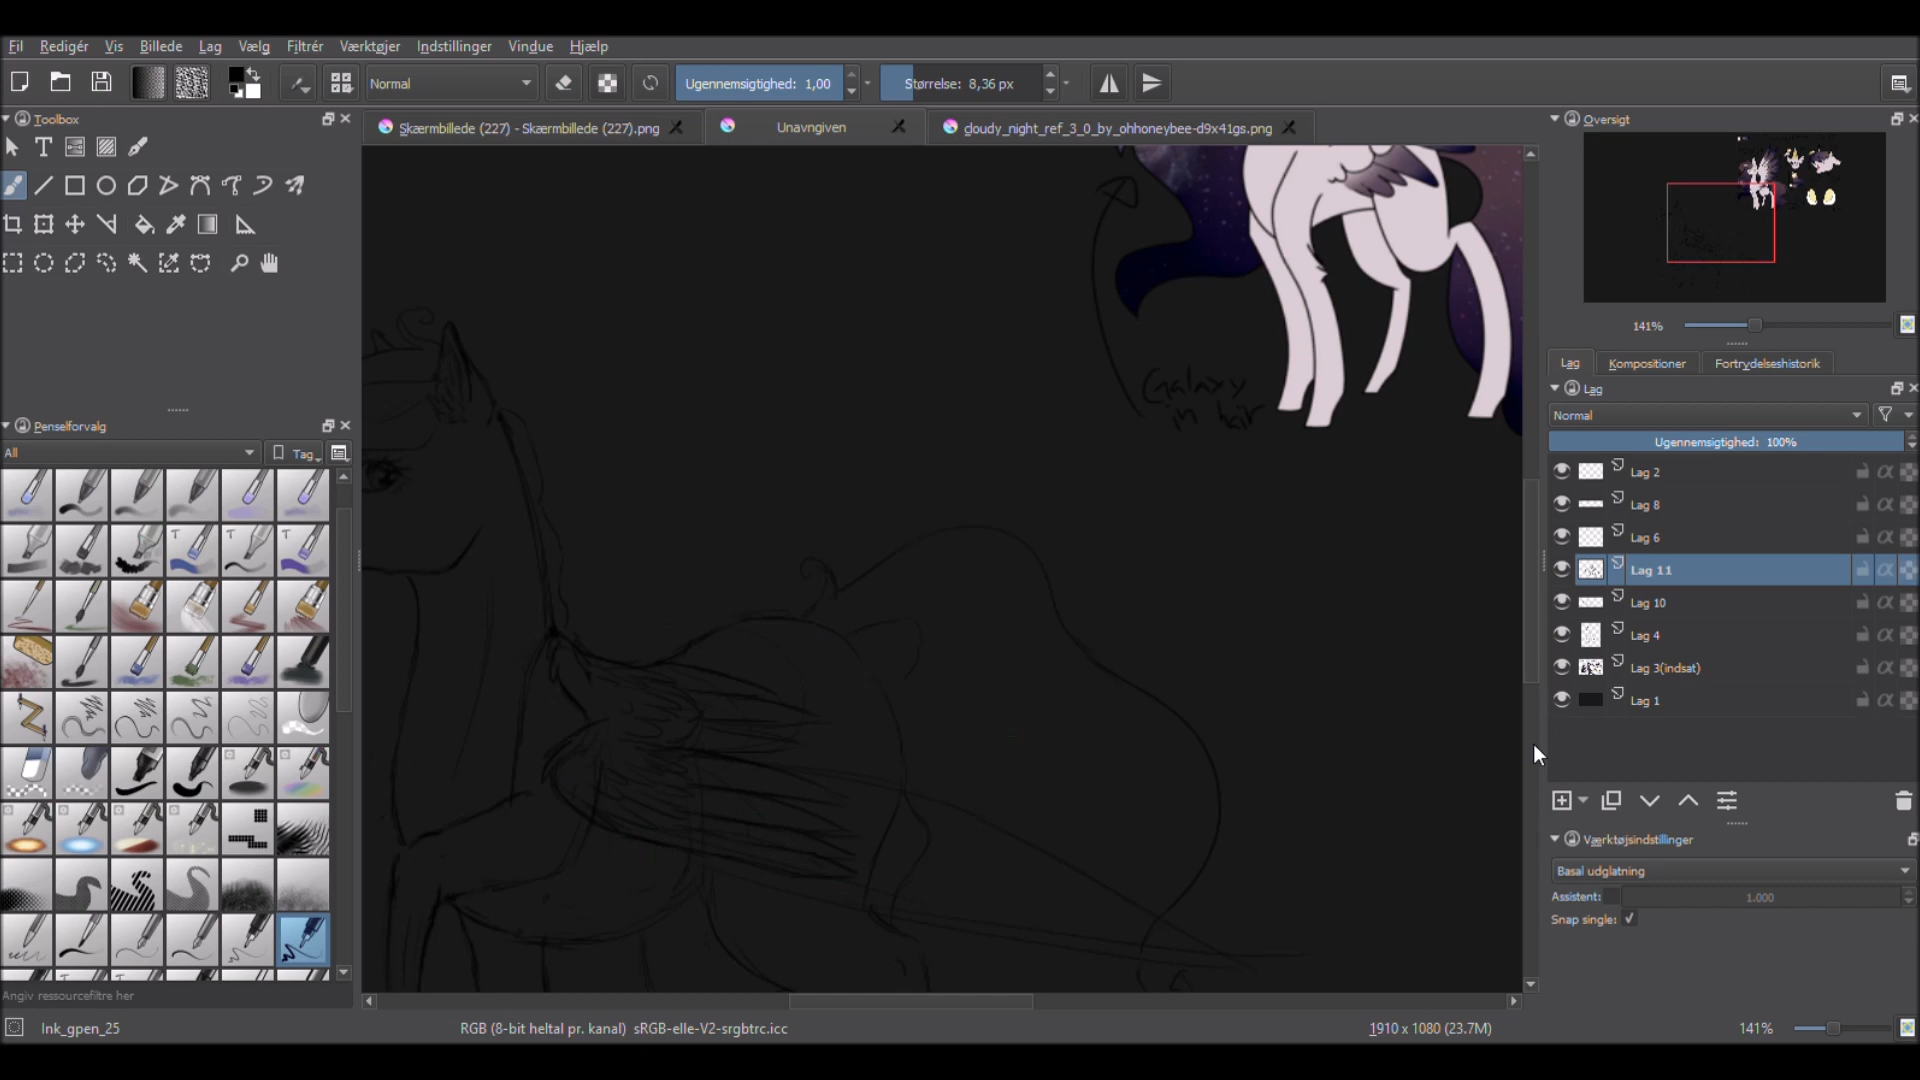 Fil Redigér Vis Billede Lag Vælg Filtrér Værktøjer Indstillinger Vindue Hjælp
Normal Ugennemsigtighed: 1,00 Størrelse: 8,36 px
Toolbox
Skærmbillede (227) - Skærmbillede (227).png Unavngiven cloudy_night_ref_3_0_by_ohhoneybee-d9x41gs.png
Oversigt
T
141%
Galaxy
in hair
Lag Kompositioner Fortrydelseshistorik
Lag
Normal
Ugennemsigtighed: 100%
Penselforvalg
All Tag
Lag 2
Lag 8
Lag 6
Lag 11
Lag 10
Lag 4
Lag 3(indsat)
Lag 1
Værktøjsindstillinger
Basal udglatning
Assistent: 1.000
Snap single:
Angiv ressourcefiltre her
Ink_gpen_25 RGB (8-bit heltal pr. kanal) sRGB-elle-V2-srgbtrc.icc 1910 x 1080 (23.7M) 141%